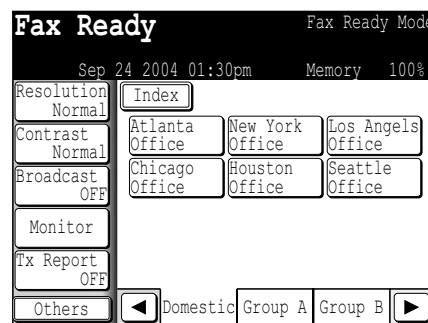 Fax Ready
Fax Ready Mode
Sep 24 2004 01:30pm Memory 100%
Resolution
Normal
Contrast
Normal
Broadcast
OFF
Monitor
Tx Report
OFF
Others
Index
Atlanta
Office
New York
Office
Los Angels
Office
Chicago
Office
Houston
Office
Seattle
Office
Domestic
Group A
Group B